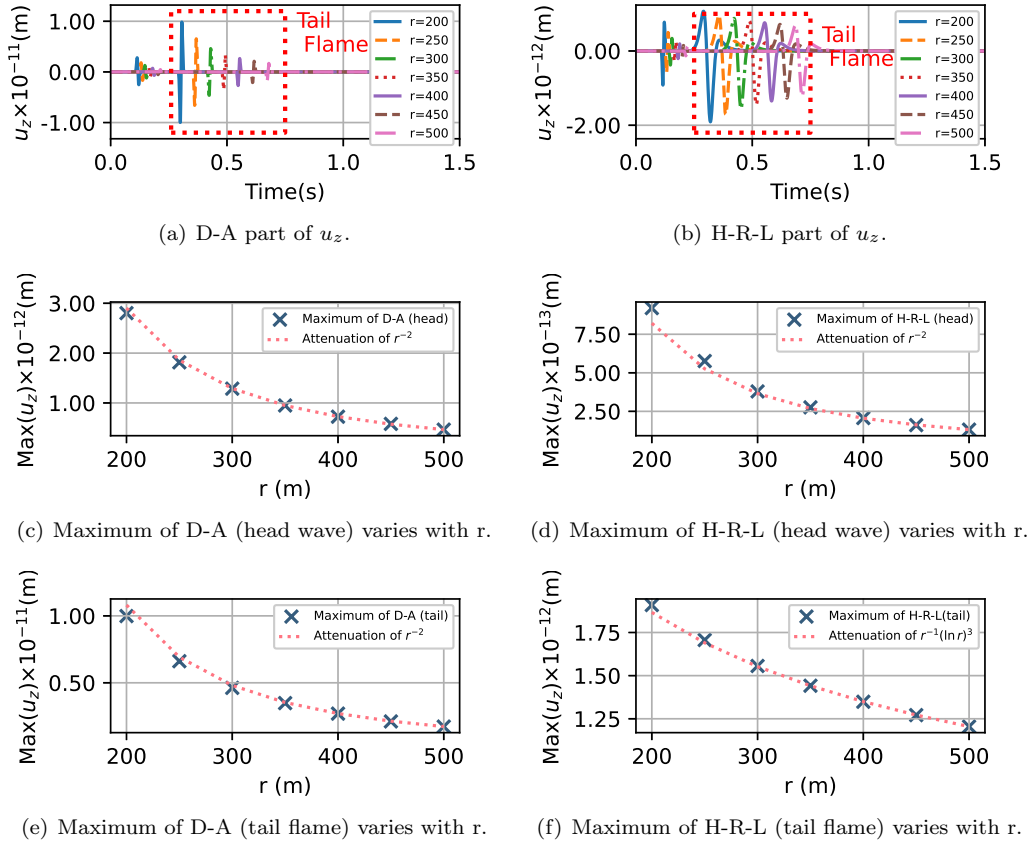 u_z×10^{-11}(m)
1.00
0.00
-1.00
Tail
Flame
r=200
r=250
r=300
r=350
r=400
r=450
r=500
0.0 0.5 1.0 1.5
Time(s)
(a) D-A part of u_z.
u_z×10^{-12}(m)
0.00
-2.00
Tail
Flame
r=200
r=250
r=300
r=350
r=400
r=450
r=500
0.0 0.5 1.0 1.5
Time(s)
(b) H-R-L part of u_z.
Max(u_z)×10^{-12}(m)
3.00
2.00
1.00
Maximum of D-A (head)
Attenuation of r^{-2}
200 300 400 500
r (m)
(c) Maximum of D-A (head wave) varies with r.
Max(u_z)×10^{-13}(m)
7.50
5.00
2.50
Maximum of H-R-L (head)
Attenuation of r^{-2}
200 300 400 500
r (m)
(d) Maximum of H-R-L (head wave) varies with r.
Max(u_z)×10^{-11}(m)
1.00
0.50
Maximum of D-A (tail)
Attenuation of r^{-2}
200 300 400 500
r (m)
(e) Maximum of D-A (tail flame) varies with r.
Max(u_z)×10^{-12}(m)
1.75
1.50
1.25
Maximum of H-R-L(tail)
Attenuation of r^{-1}(ln r)^3
200 300 400 500
r (m)
(f) Maximum of H-R-L (tail flame) varies with r.